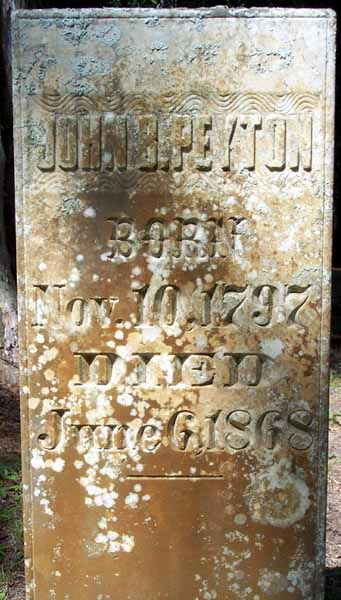 JOHN B. PEYTON
BORN
Nov. 10, 1797
DIED
June 6, 1868